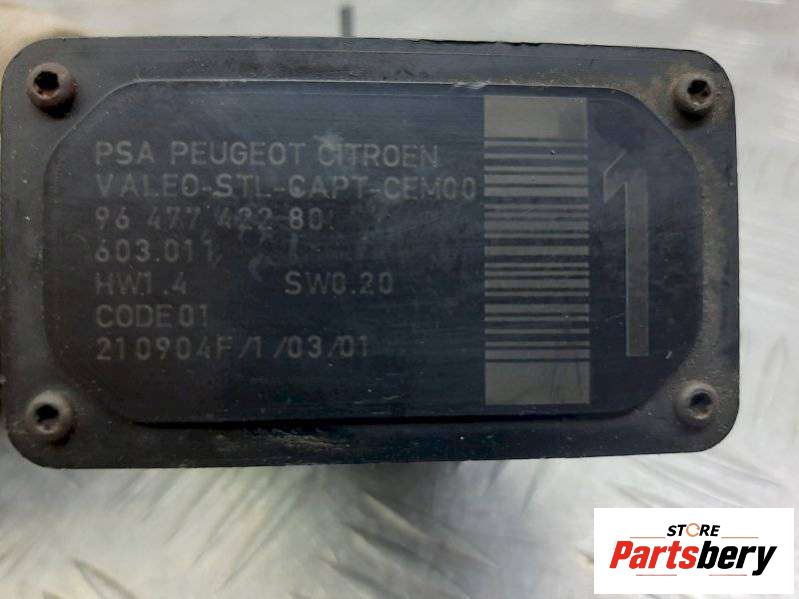 PSA PEUGEOT CITROEN
VALEO-STL-CAPT-CEM00
96 477 422 80
603.011
HW1.4 SW0.20
CODE01
210904F/1/03/01
1
STORE
Partsbery